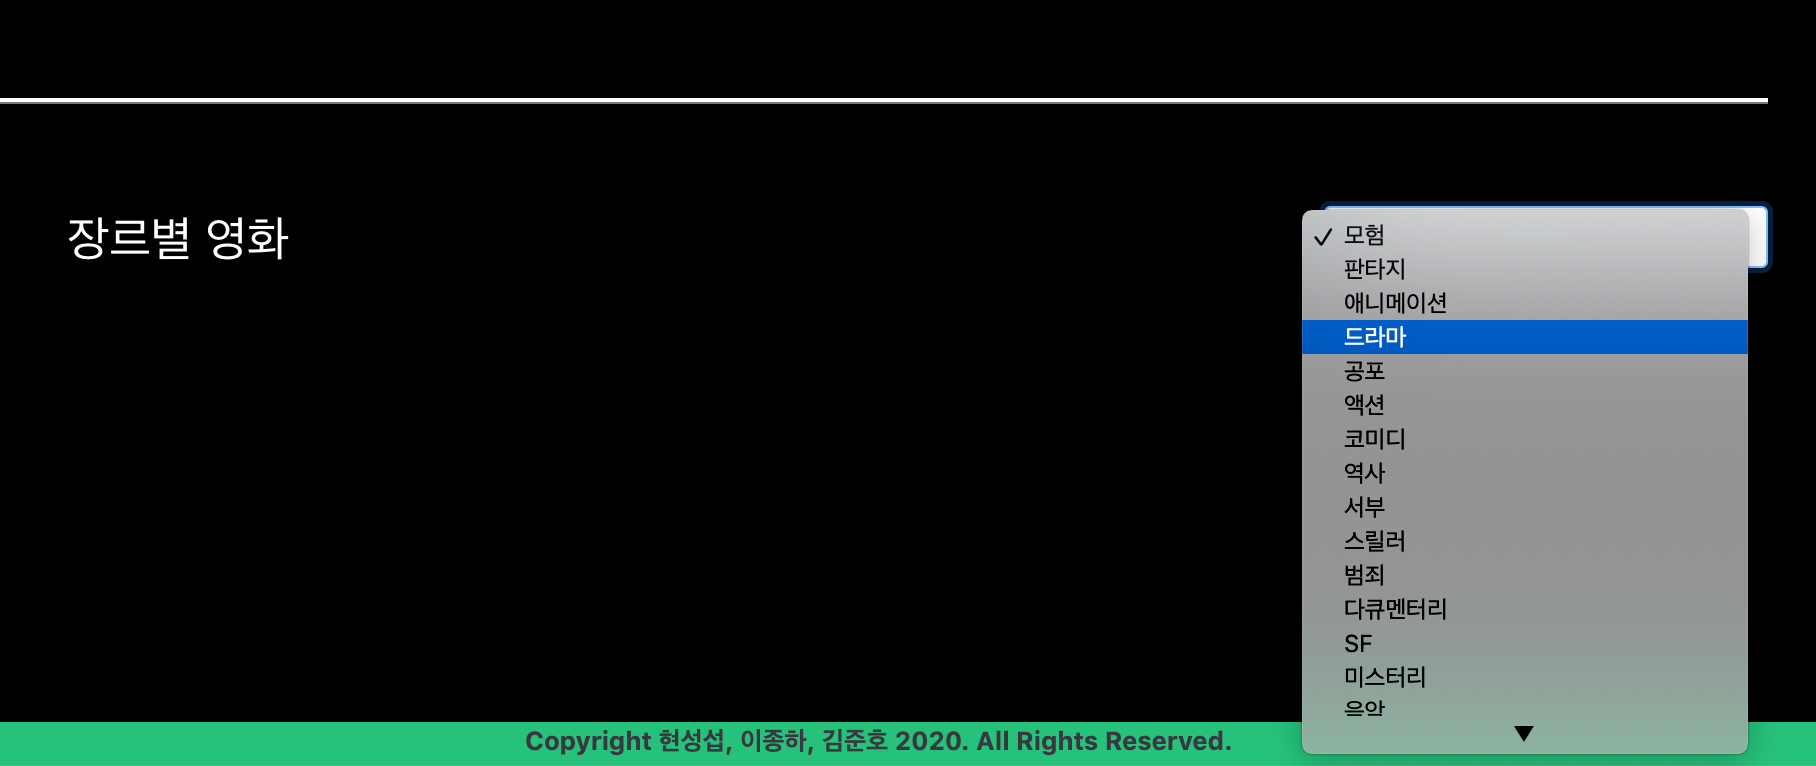 장르별 영화
✓ 모험
판타지
애니메이션
드라마
공포
액션
코미디
역사
서부
스릴러
범죄
다큐멘터리
SF
미스터리
음악
Copyright 현성섭, 이종하, 김준호 2020. All Rights Reserved.